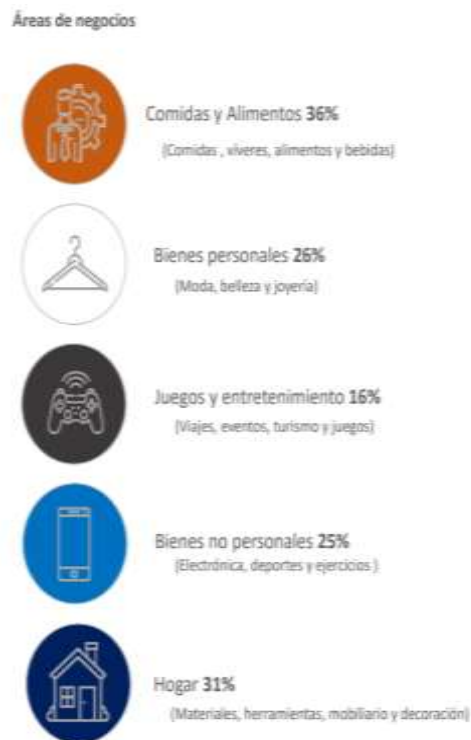 Áreas de negocios
Comidas y Alimentos 36%
(Comidas , víveres, alimentos y bebidas)
Bienes personales 26%
(Moda, belleza y joyería)
Juegos y entretenimiento 16%
(Viajes, eventos, turismo y juegos)
Bienes no personales 25%
(Electrónica, deportes y ejercicios )
Hogar 31%
(Materiales, herramientas, mobiliario y decoración)